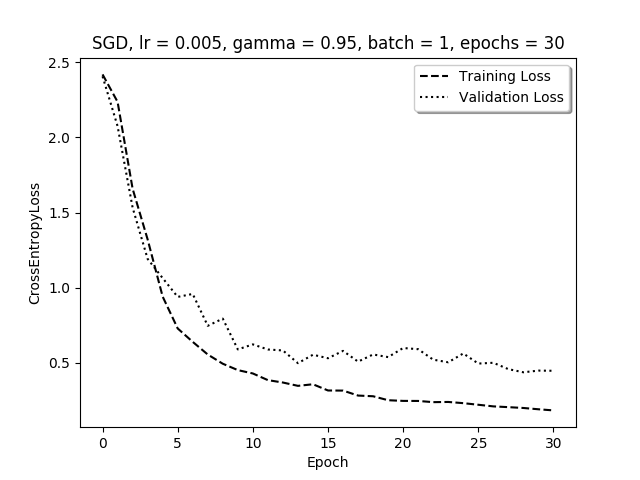 SGD, lr = 0.005, gamma = 0.95, batch = 1, epochs = 30
Training Loss
Validation Loss
CrossEntropyLoss
2.5
2.0
1.5
1.0
0.5
0 5 10 15 20 25 30
Epoch